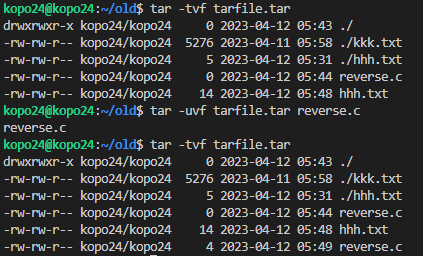 kopo24@kopo24:~/old$ tar -tvf tarfile.tar
drwxrwxr-x kopo24/kopo24 0 2023-04-12 05:43 ./
-rw-rw-r-- kopo24/kopo24 5276 2023-04-11 05:58 ./kkk.txt
-rw-rw-r-- kopo24/kopo24 5 2023-04-12 05:31 ./hhh.txt
-rw-rw-r-- kopo24/kopo24 0 2023-04-12 05:44 reverse.c
-rw-rw-r-- kopo24/kopo24 14 2023-04-12 05:48 hhh.txt
kopo24@kopo24:~/old$ tar -uvf tarfile.tar reverse.c
reverse.c
kopo24@kopo24:~/old$ tar -tvf tarfile.tar
drwxrwxr-x kopo24/kopo24 0 2023-04-12 05:43 ./
-rw-rw-r-- kopo24/kopo24 5276 2023-04-11 05:58 ./kkk.txt
-rw-rw-r-- kopo24/kopo24 5 2023-04-12 05:31 ./hhh.txt
-rw-rw-r-- kopo24/kopo24 0 2023-04-12 05:44 reverse.c
-rw-rw-r-- kopo24/kopo24 14 2023-04-12 05:48 hhh.txt
-rw-rw-r-- kopo24/kopo24 4 2023-04-12 05:49 reverse.c